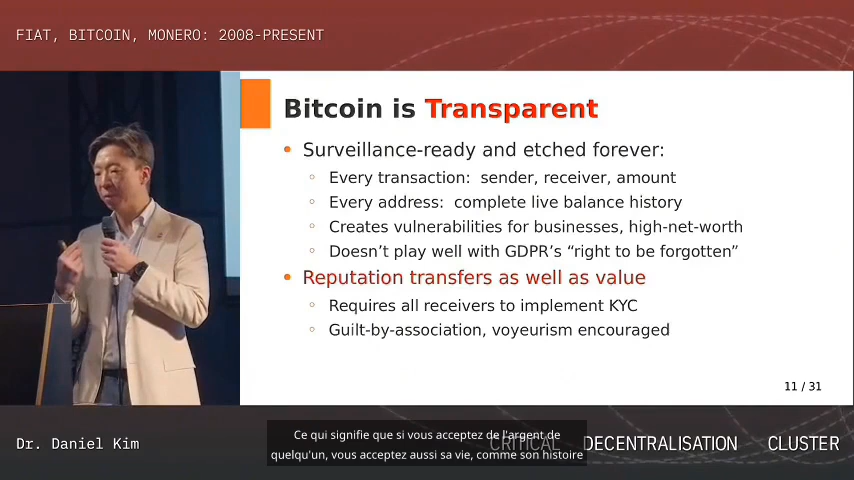 FIAT, BITCOIN, MONERO: 2008-PRESENT
Bitcoin is Transparent
• Surveillance-ready and etched forever:
◦ Every transaction: sender, receiver, amount
◦ Every address: complete live balance history
◦ Creates vulnerabilities for businesses, high-net-worth
◦ Doesn’t play well with GDPR’s “right to be forgotten”
• Reputation transfers as well as value
◦ Requires all receivers to implement KYC
◦ Guilt-by-association, voyeurism encouraged
11 / 31
Dr. Daniel Kim
CRITICAL DECENTRALISATION CLUSTER
Ce qui signifie que si vous acceptez de l'argent de
quelqu'un, vous acceptez aussi sa vie, comme son histoire